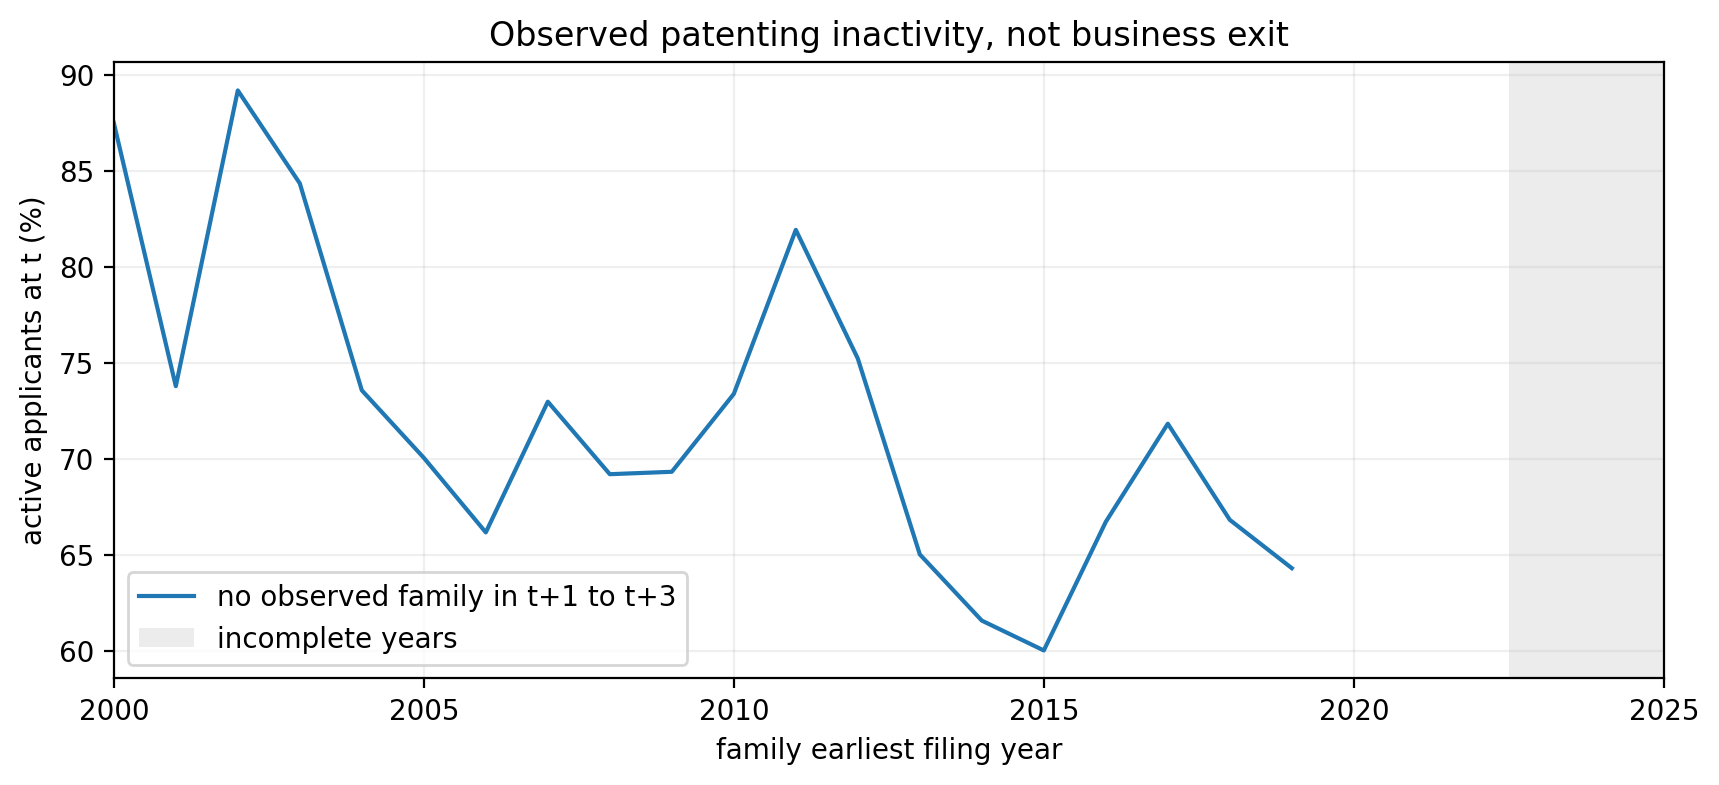 Observed patenting inactivity, not business exit
active applicants at t (%)
90
85
80
75
70
65
60
no observed family in t+1 to t+3
incomplete years
2000
2005
2010
2015
2020
2025
family earliest filing year